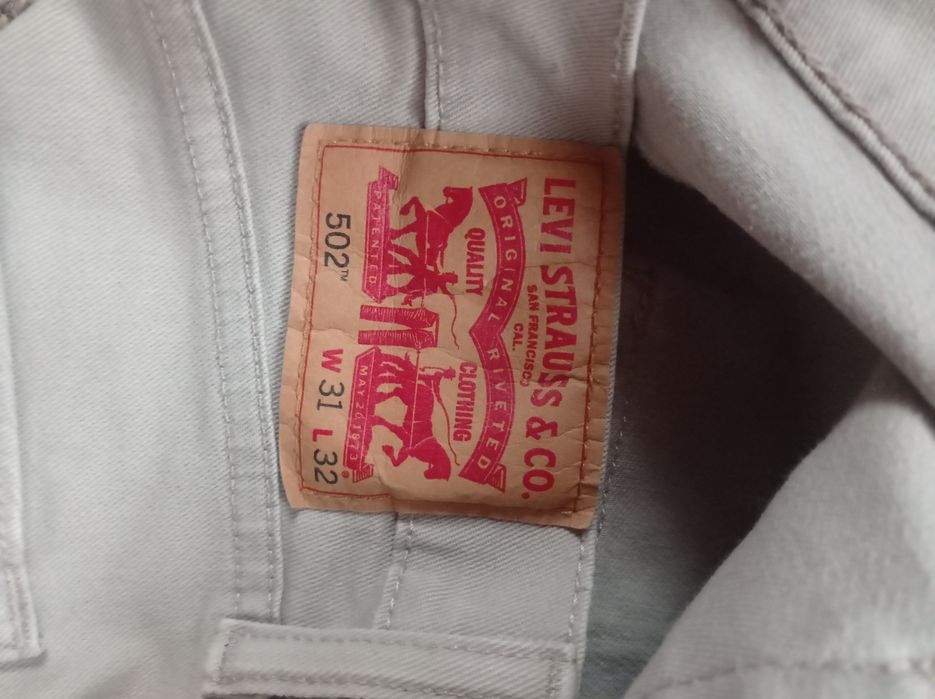 LEVI STRAUSS & CO.
SAN FRANCISCO
CAL.
ORIGINAL RIVETED
QUALITY CLOTHING
PATENTED MAY 20 1873
502™ W 31 L 32